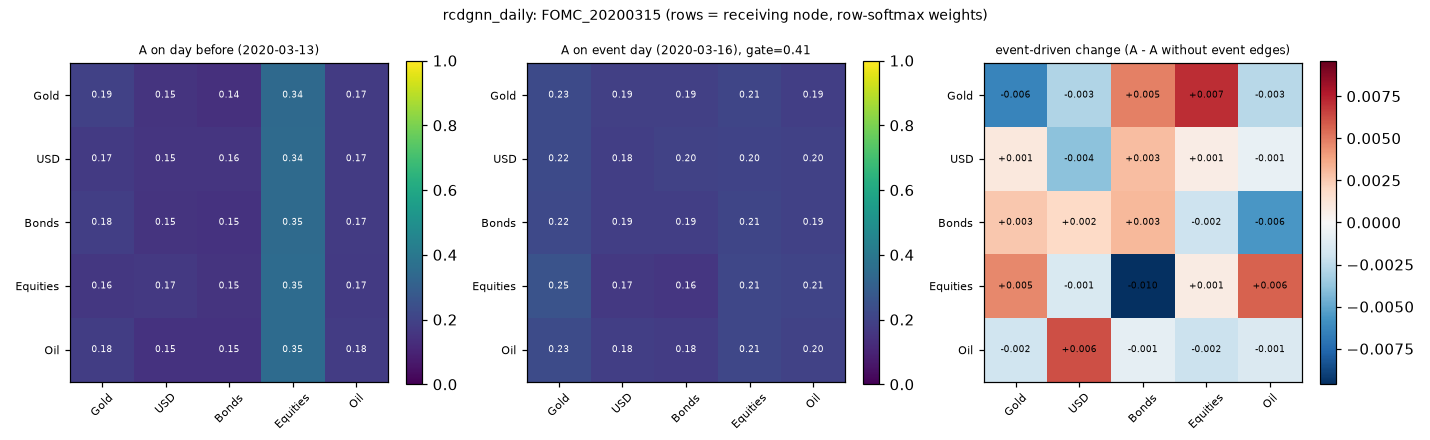 rcdgnn_daily: FOMC_20200315 (rows = receiving node, row-softmax weights)
A on day before (2020-03-13)
Gold 0.19 0.15 0.14 0.34 0.17
USD 0.17 0.15 0.16 0.34 0.17
Bonds 0.18 0.15 0.15 0.35 0.17
Equities 0.16 0.17 0.15 0.35 0.17
Oil 0.18 0.15 0.15 0.35 0.18
Gold USD Bonds Equities Oil
1.0
0.8
0.6
0.4
0.2
0.0
A on event day (2020-03-16), gate=0.41
Gold 0.23 0.19 0.19 0.21 0.19
USD 0.22 0.18 0.20 0.20 0.20
Bonds 0.22 0.19 0.19 0.21 0.19
Equities 0.25 0.17 0.16 0.21 0.21
Oil 0.23 0.18 0.18 0.21 0.20
Gold USD Bonds Equities Oil
1.0
0.8
0.6
0.4
0.2
0.0
event-driven change (A - A without event edges)
Gold -0.006 -0.003 +0.005 +0.007 -0.003
USD +0.001 -0.004 +0.003 +0.001 -0.001
Bonds +0.003 +0.002 +0.003 -0.002 -0.006
Equities +0.005 -0.001 -0.010 +0.001 +0.006
Oil -0.002 +0.006 -0.001 -0.002 -0.001
Gold USD Bonds Equities Oil
0.0075
0.0050
0.0025
0.0000
−0.0025
−0.0050
−0.0075